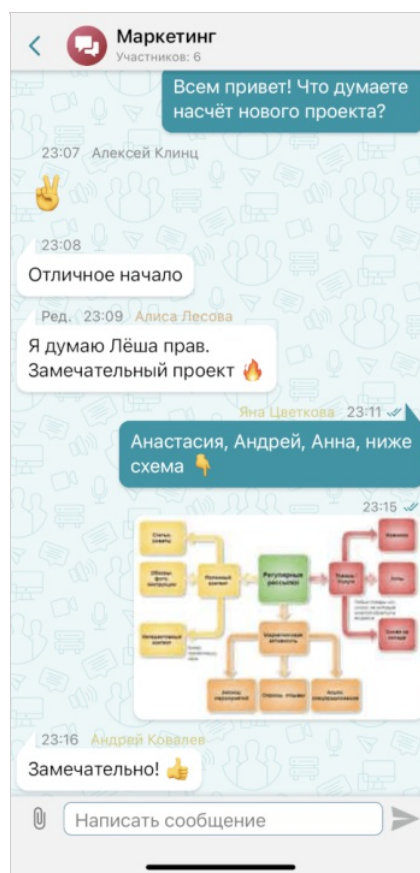 Маркетинг
Участников: 6
Всем привет! Что думаете
насчёт нового проекта?
23:07 Алексей Клинц
23:08
Отличное начало
Ред. 23:09 Алиса Лесова
Я думаю Лёша прав.
Замечательный проект 🔥
Яна Цветкова 23:11
Анастасия, Андрей, Анна, ниже
схема 👇
23:15
Регулярные
рассылки
23:16 Андрей Ковалев
Замечательно! 👍
Написать сообщение